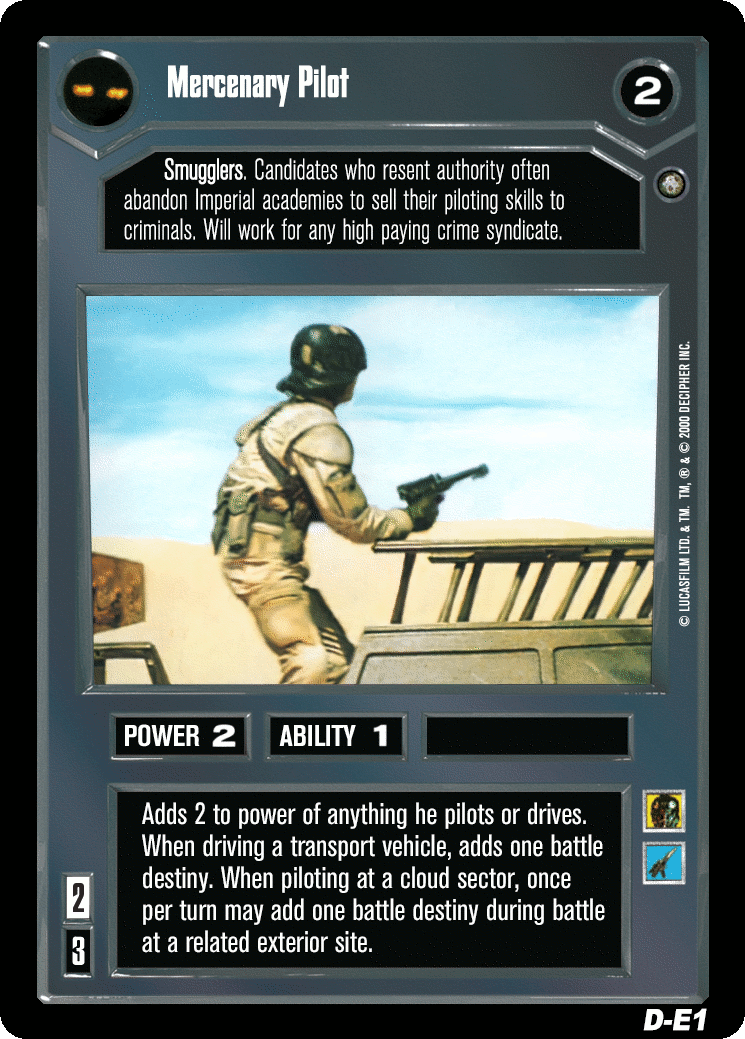 Mercenary Pilot
2
Smugglers. Candidates who resent authority often
abandon Imperial academies to sell their piloting skills to
criminals. Will work for any high paying crime syndicate.
© LUCASFILM LTD. & TM. TM, ® & © 2000 DECIPHER INC.
POWER 2
ABILITY 1
Adds 2 to power of anything he pilots or drives.
When driving a transport vehicle, adds one battle
destiny. When piloting at a cloud sector, once
per turn may add one battle destiny during battle
at a related exterior site.
2
3
D-E1